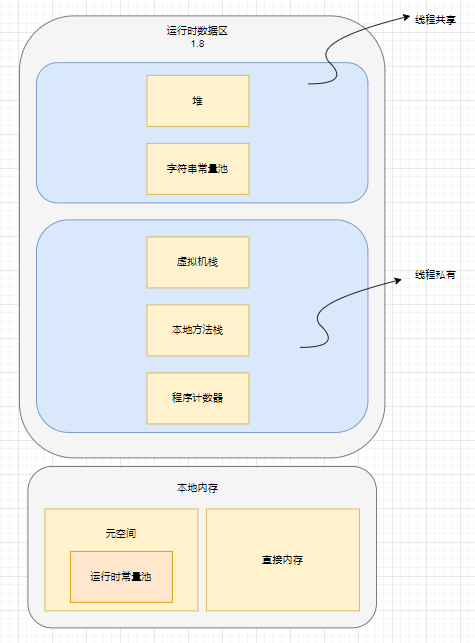 运行时数据区
1.8
线程共享
堆
字符串常量池
虚拟机栈
线程私有
本地方法栈
程序计数器
本地内存
元空间
运行时常量池
直接内存